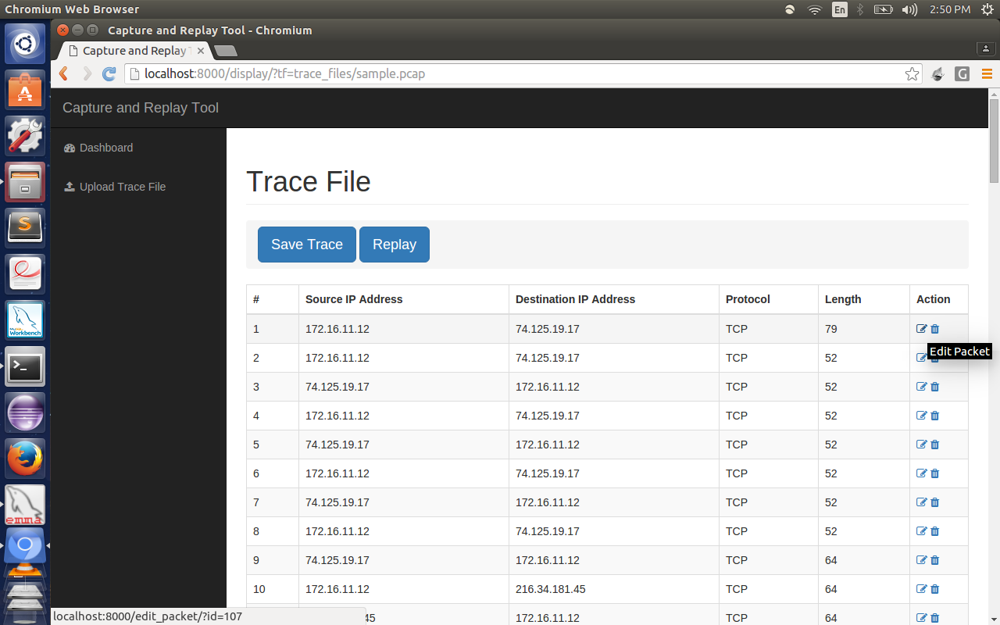 Chromium Web Browser
En
2:50 PM
Capture and Replay Tool - Chromium
Capture and Replay
localhost:8000/display/?tf=trace_files/sample.pcap
G
Capture and Replay Tool
Dashboard
Upload Trace File
Trace File
Save Trace Replay
# Source IP Address Destination IP Address Protocol Length Action
1 172.16.11.12 74.125.19.17 TCP 79
Edit Packet
2 172.16.11.12 74.125.19.17 TCP 52
3 74.125.19.17 172.16.11.12 TCP 52
4 172.16.11.12 74.125.19.17 TCP 52
5 74.125.19.17 172.16.11.12 TCP 52
6 172.16.11.12 74.125.19.17 TCP 52
7 74.125.19.17 172.16.11.12 TCP 52
8 172.16.11.12 74.125.19.17 TCP 52
9 74.125.19.17 172.16.11.12 TCP 64
10 172.16.11.12 216.34.181.45 TCP 64
45 172.16.11.12 TCP 64
localhost:8000/edit_packet/?id=107
A
S
Workbench
emma